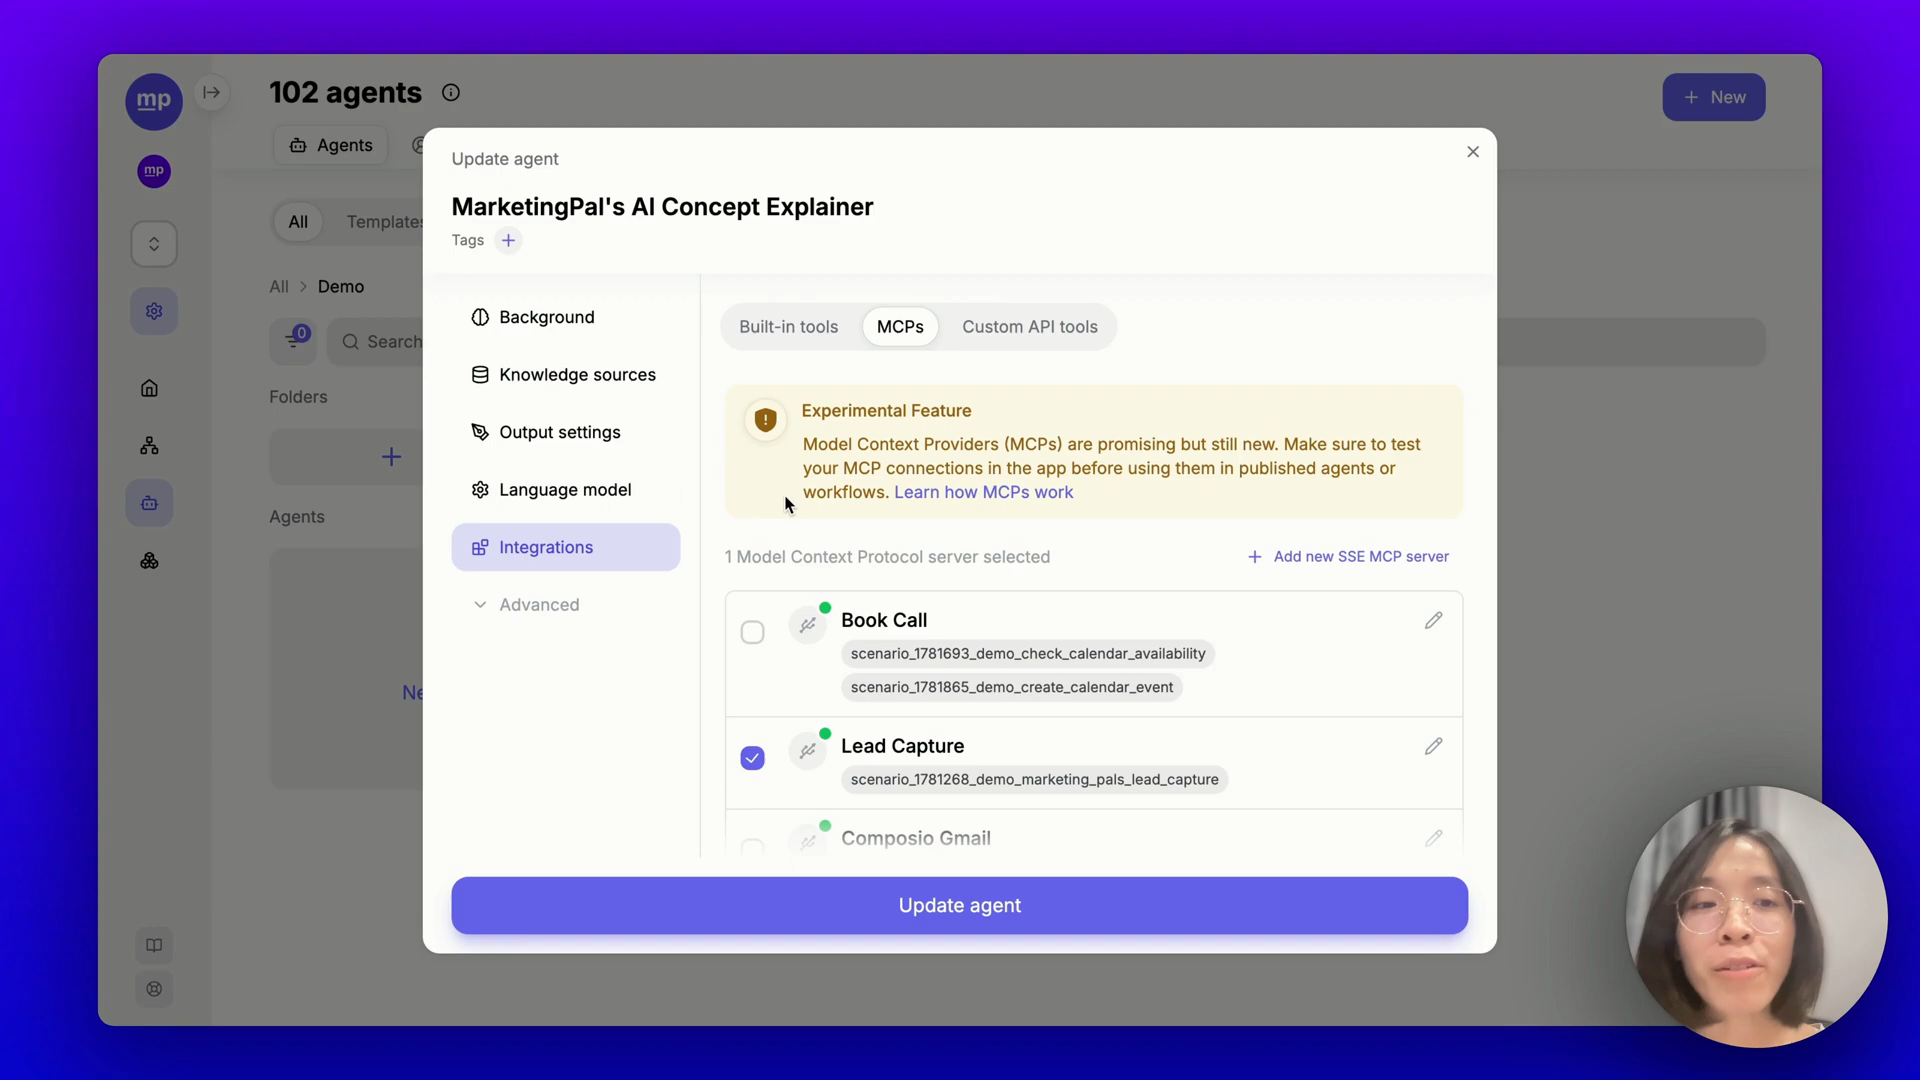 mp
102 agents
+ New
Agents
mp
Update agent
MarketingPal's AI Concept Explainer
Tags +
All
Templates
All > Demo
0
Search
Folders
+
Agents
Ne
Background
Knowledge sources
Output settings
Language model
Integrations
Advanced
Built-in tools
MCPs
Custom API tools
Experimental Feature
Model Context Providers (MCPs) are promising but still new. Make sure to test
your MCP connections in the app before using them in published agents or
workflows. Learn how MCPs work
1 Model Context Protocol server selected
+ Add new SSE MCP server
Book Call
scenario_1781693_demo_check_calendar_availability
scenario_1781865_demo_create_calendar_event
Lead Capture
scenario_1781268_demo_marketing_pals_lead_capture
Composio Gmail
Update agent